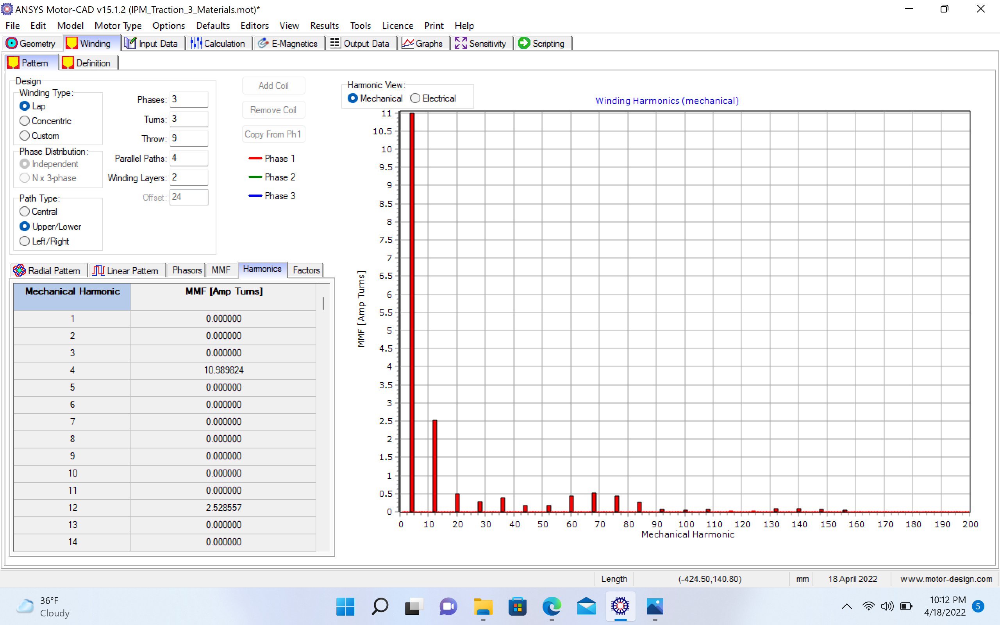 ANSYS Motor-CAD v15.1.2 (IPM_Traction_3_Materials.mot)*
File Edit Model Motor Type Options Defaults Editors View Results Tools Licence Print Help
Geometry Winding Input Data Calculation E-Magnetics Output Data Graphs Sensitivity Scripting
Pattern Definition
Design
Winding Type:
Lap
Concentric
Custom
Phase Distribution:
Independent
N x 3-phase
Path Type:
Central
Upper/Lower
Left/Right
Phases: 3
Turns: 3
Throw: 9
Parallel Paths: 4
Winding Layers: 2
Offset: 24
Add Coil
Remove Coil
Copy From Ph1
Phase 1
Phase 2
Phase 3
Radial Pattern Linear Pattern Phasors MMF Harmonics Factors
Mechanical Harmonic MMF [Amp Turns]
1 0.000000
2 0.000000
3 0.000000
4 10.989824
5 0.000000
6 0.000000
7 0.000000
8 0.000000
9 0.000000
10 0.000000
11 0.000000
12 2.528557
13 0.000000
14 0.000000
Harmonic View:
Mechanical Electrical
Winding Harmonics (mechanical)
11
10.5
10
9.5
9
8.5
8
7.5
7
6.5
6
5.5
5
4.5
4
3.5
3
2.5
2
1.5
1
0.5
0
MMF [Amp Turns]
0 10 20 30 40 50 60 70 80 90 100 110 120 130 140 150 160 170 180 190 200
Mechanical Harmonic
Length (-424.50,140.80) mm 18 April 2022 www.motor-design.com
36°F
Cloudy
10:12 PM
4/18/2022
5